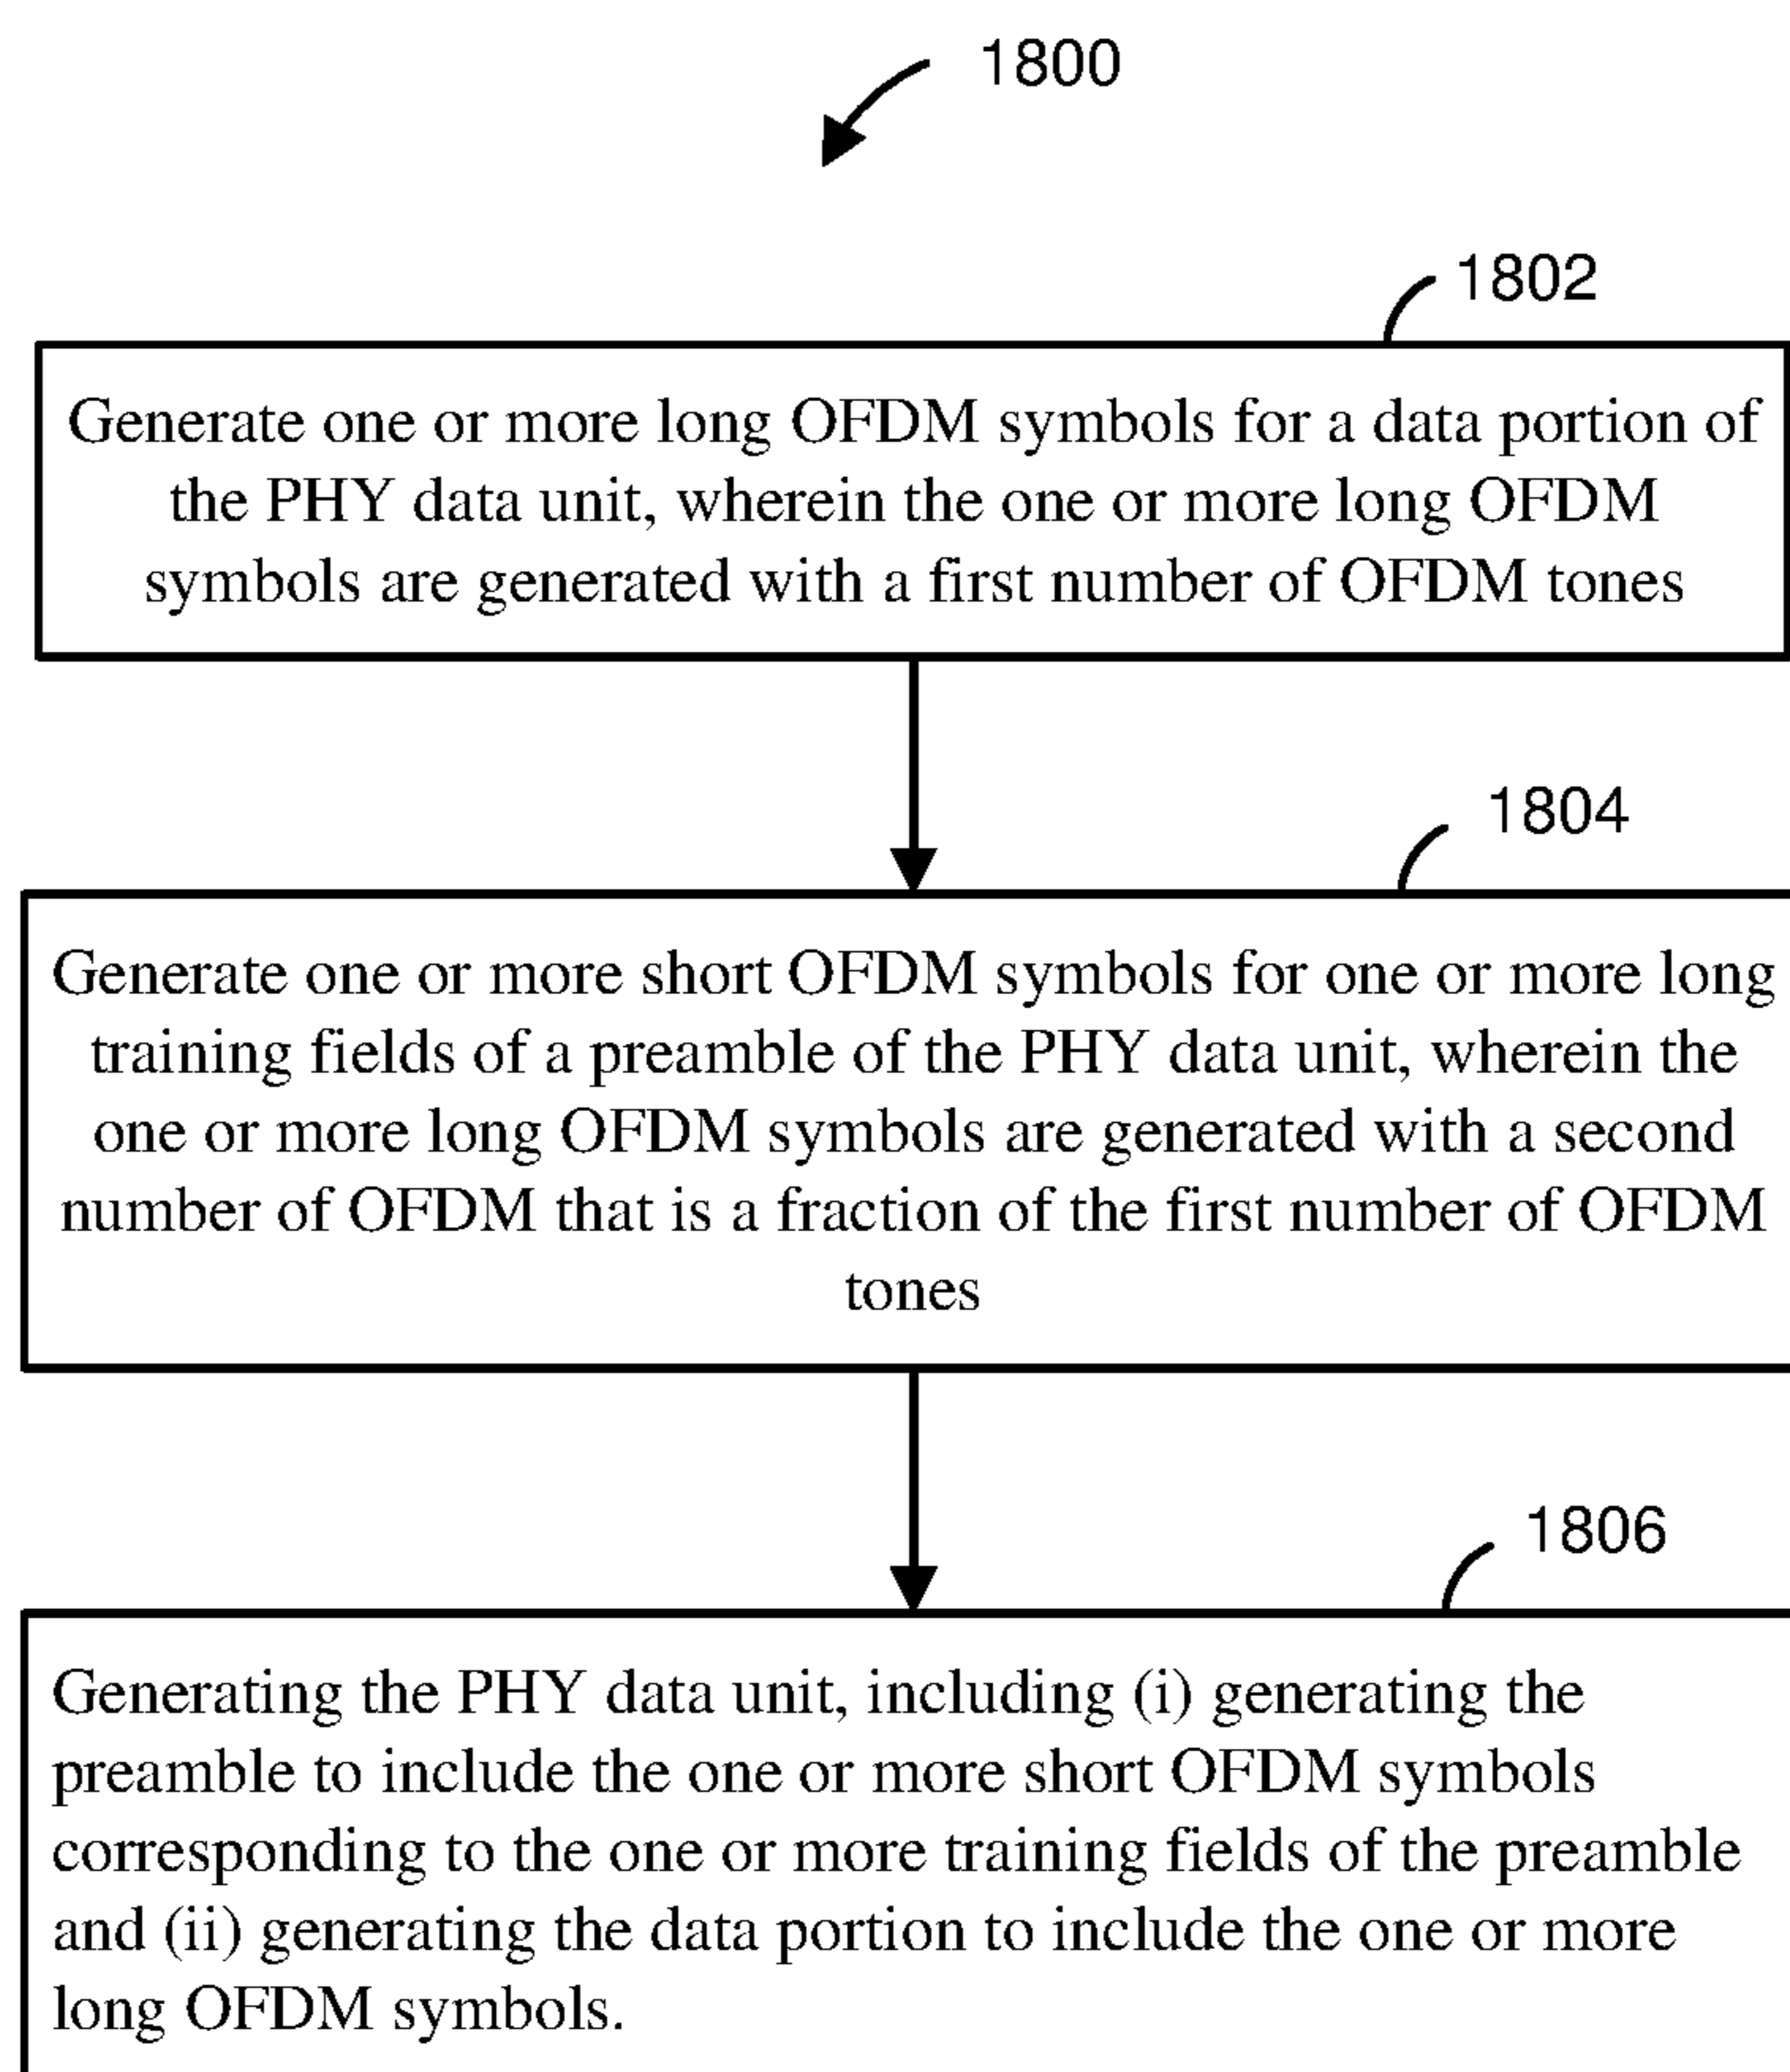 1800
1802
Generate one or more long OFDM symbols for a data portion of
the PHY data unit, wherein the one or more long OFDM
symbols are generated with a first number of OFDM tones
1804
Generate one or more short OFDM symbols for one or more long
training fields of a preamble of the PHY data unit, wherein the
one or more long OFDM symbols are generated with a second
number of OFDM that is a fraction of the first number of OFDM
tones
1806
Generating the PHY data unit, including (i) generating the
preamble to include the one or more short OFDM symbols
corresponding to the one or more training fields of the preamble
and (ii) generating the data portion to include the one or more
long OFDM symbols.